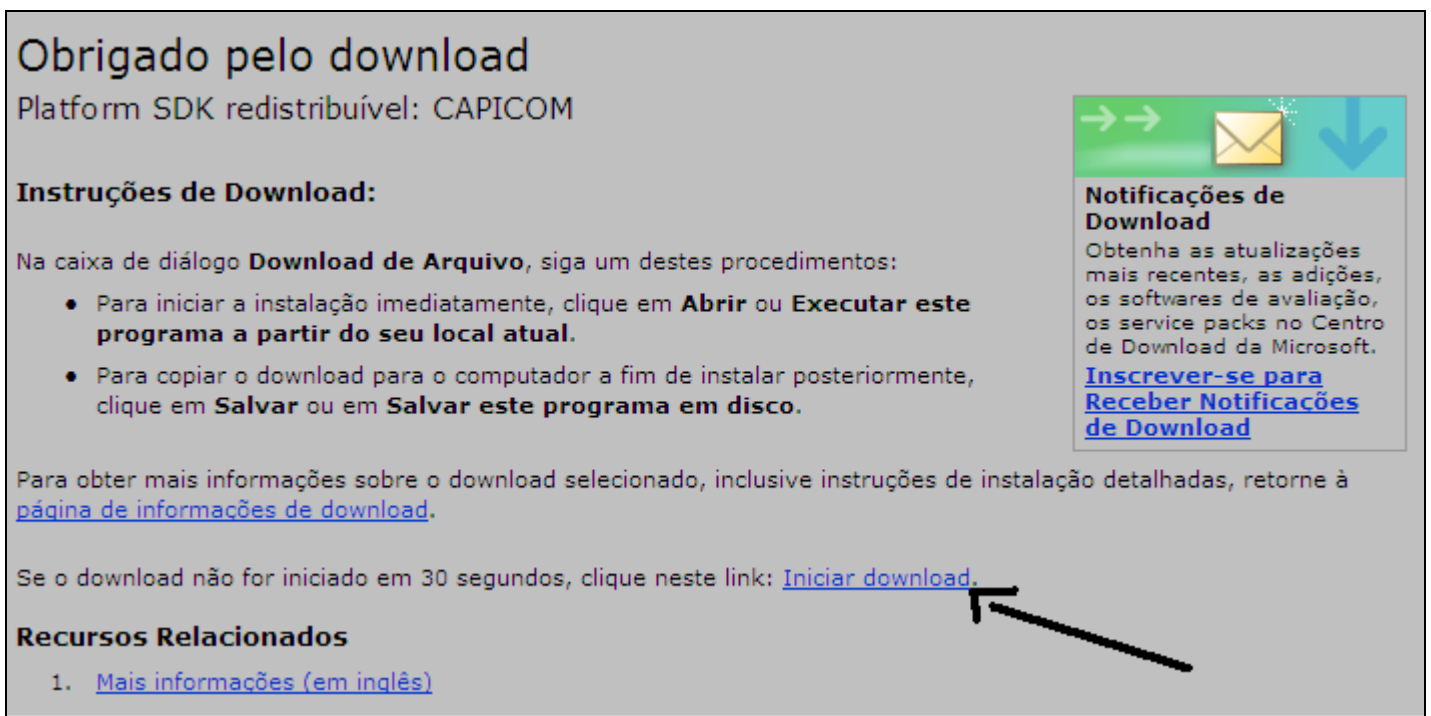 Obrigado pelo download
Platform SDK redistribuível: CAPICOM
Instruções de Download:
Na caixa de diálogo Download de Arquivo, siga um destes procedimentos:
● Para iniciar a instalação imediatamente, clique em Abrir ou Executar este
programa a partir do seu local atual.
● Para copiar o download para o computador a fim de instalar posteriormente,
clique em Salvar ou em Salvar este programa em disco.
Notificações de
Download
Obtenha as atualizações
mais recentes, as adições,
os softwares de avaliação,
os service packs no Centro
de Download da Microsoft.
Inscrever-se para
Receber Notificações
de Download
Para obter mais informações sobre o download selecionado, inclusive instruções de instalação detalhadas, retorne à
página de informações de download.
Se o download não for iniciado em 30 segundos, clique neste link: Iniciar download.
Recursos Relacionados
1. Mais informações (em inglês)